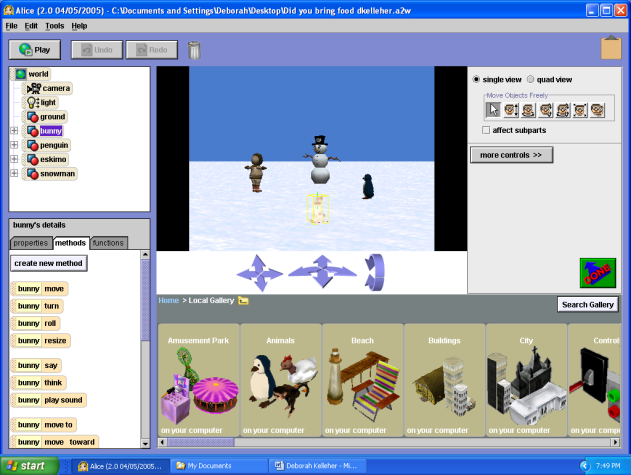 Alice (2.0 04/05/2005) - C:\Documents and Settings\Deborah\Desktop\Did you bring food dkelleher.a2w
File Edit Tools Help
Play Undo Redo
world
camera
light
ground
bunny
penguin
eskimo
snowman
single view quad view
Move Objects Freely
affect subparts
more controls >>
bunny's details
properties methods functions
create new method
bunny move
bunny turn
bunny roll
bunny resize
bunny say
bunny think
bunny play sound
bunny move to
bunny move toward
DONE!
Home > Local Gallery
Search Gallery
Amusement Park Animals Beach Buildings City Control
on your computer on your computer on your computer on your computer on your computer on you
start Alice (2.0 04/05/2005... My Documents Deborah Kelleher - Mi... 7:49 PM